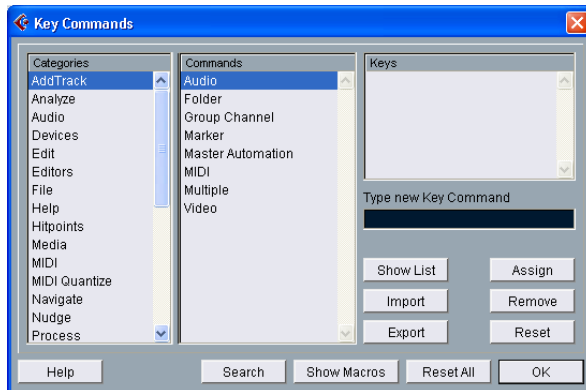 Key Commands
Categories
AddTrack
Analyze
Audio
Devices
Edit
Editors
File
Help
Hitpoints
Media
MIDI
MIDI Quantize
Navigate
Nudge
Process
Commands
Audio
Folder
Group Channel
Marker
Master Automation
MIDI
Multiple
Video
Keys
Type new Key Command
Show List
Assign
Import
Remove
Export
Reset
Help
Search
Show Macros
Reset All
OK